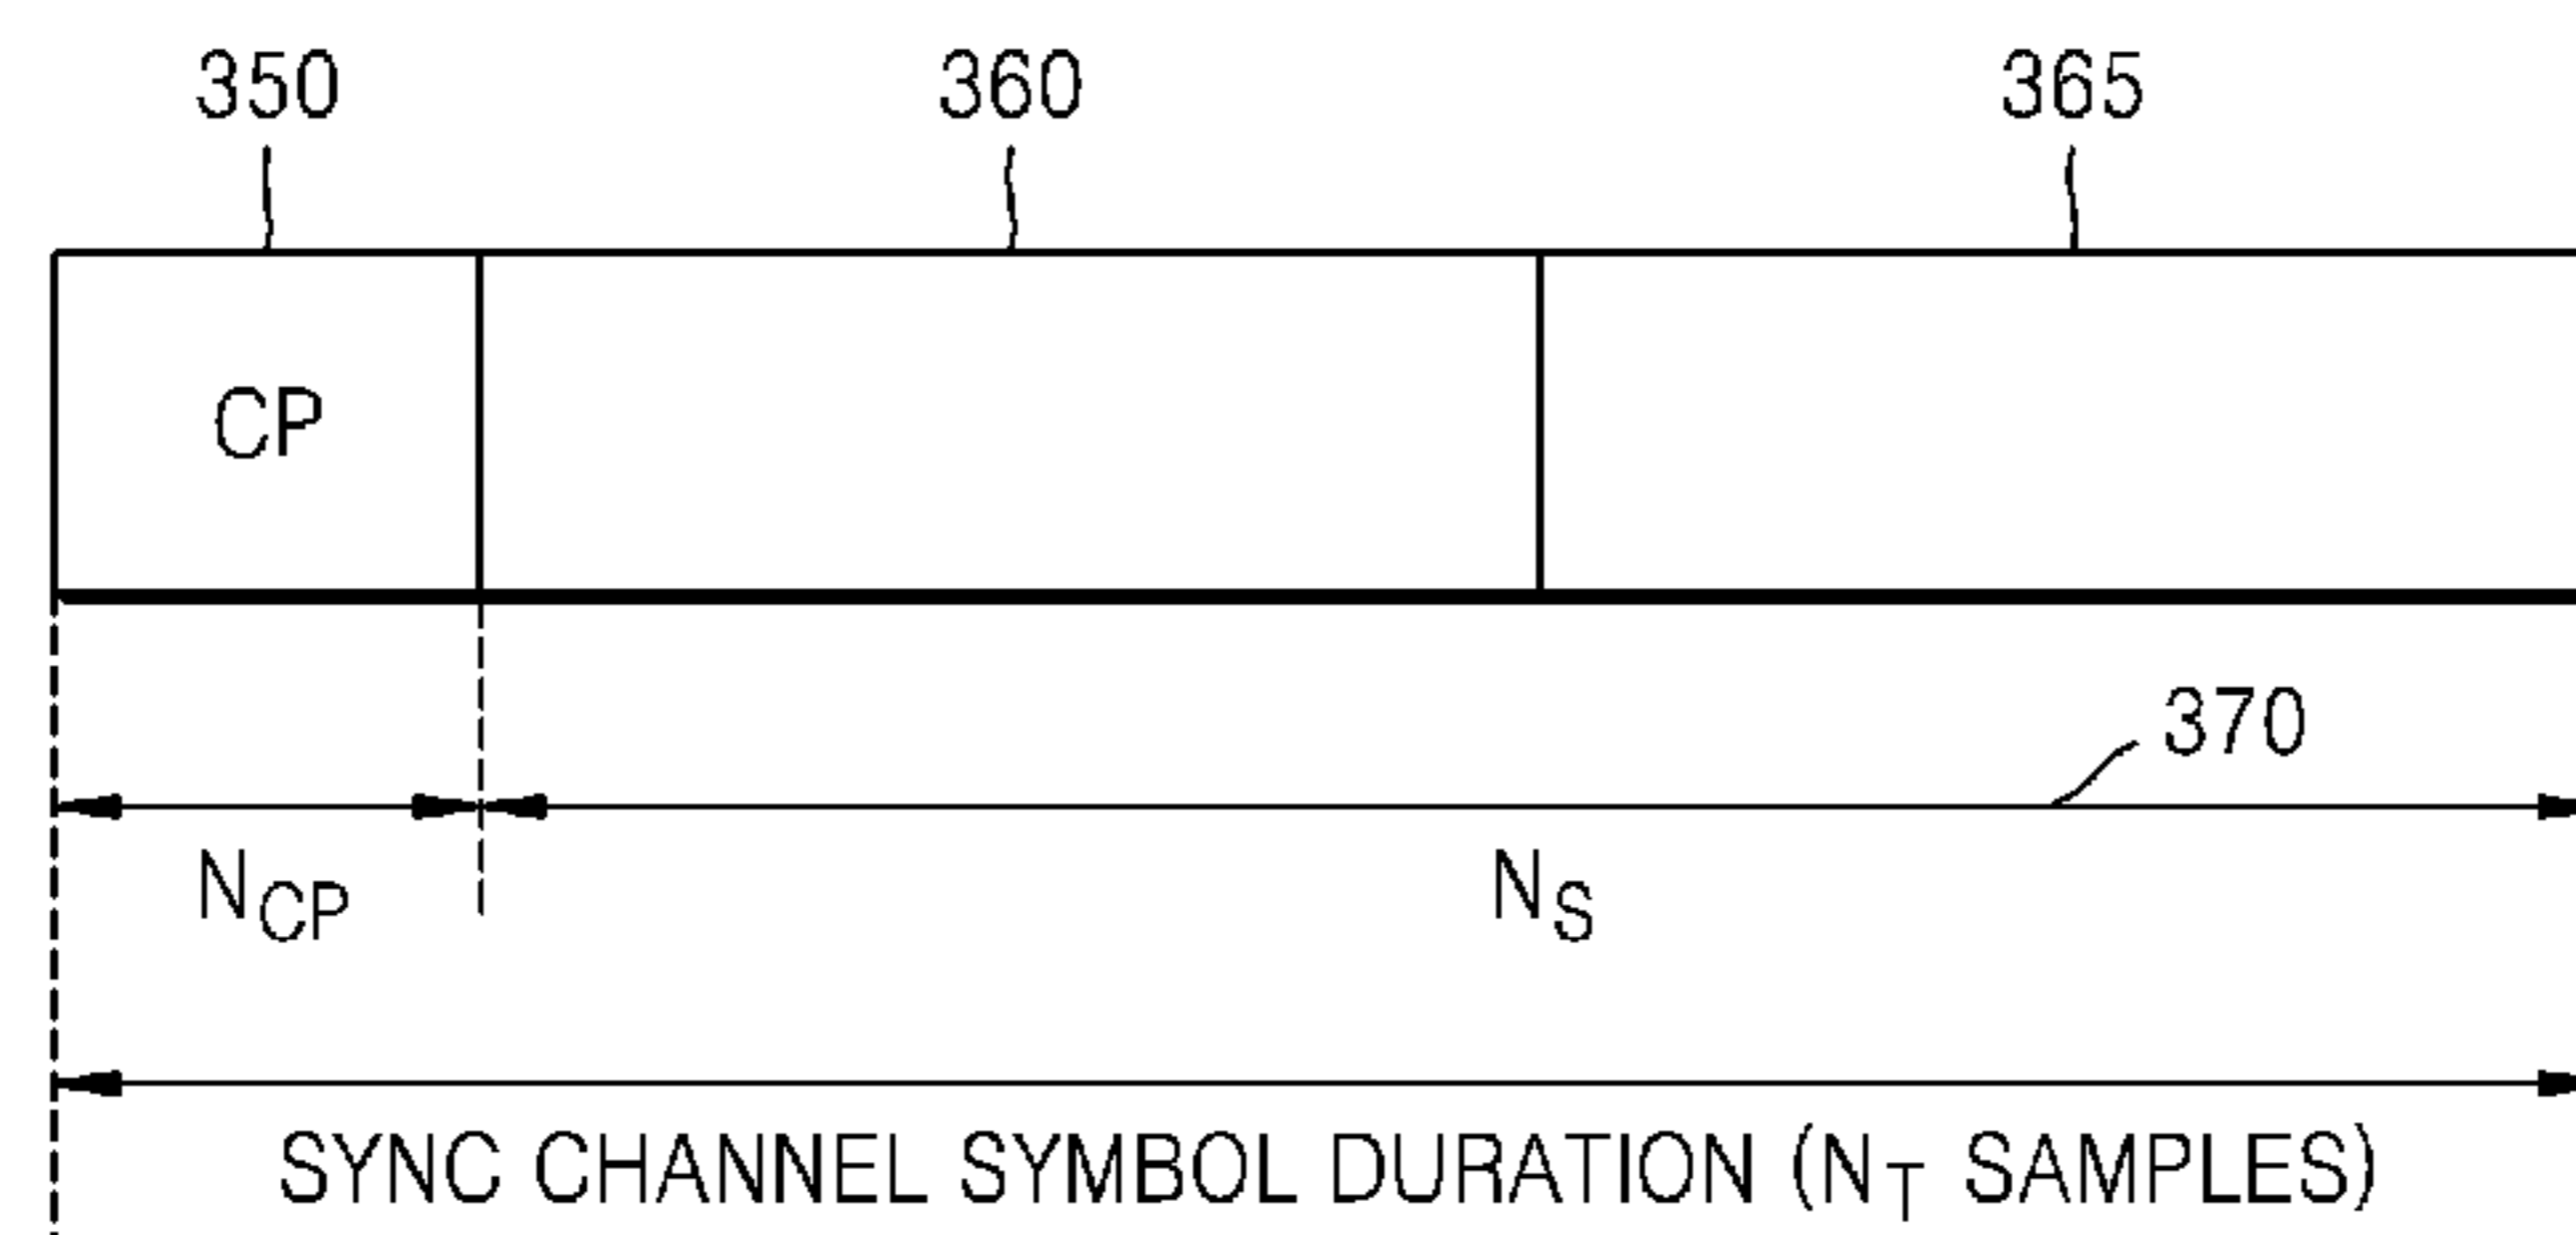 350 360 365
CP
370
N_CP N_S
SYNC CHANNEL SYMBOL DURATION (N_T SAMPLES)